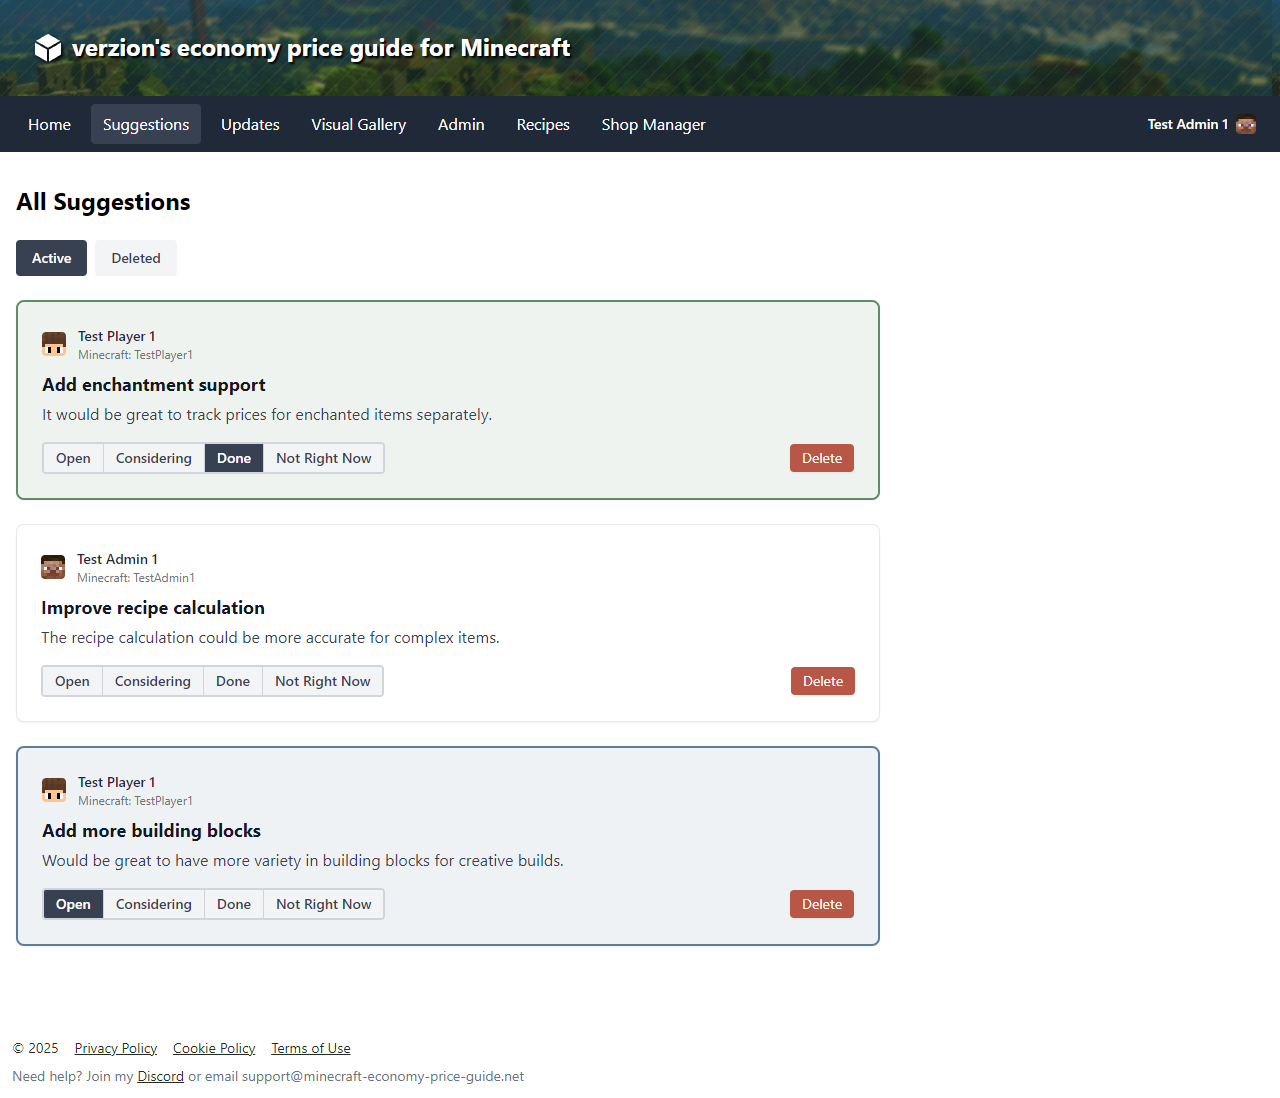 verzion's economy price guide for Minecraft
Home Suggestions Updates Visual Gallery Admin Recipes Shop Manager Test Admin 1
All Suggestions
Active Deleted
Test Player 1
Minecraft: TestPlayer1
Add enchantment support
It would be great to track prices for enchanted items separately.
Open Considering Done Not Right Now Delete
Test Admin 1
Minecraft: TestAdmin1
Improve recipe calculation
The recipe calculation could be more accurate for complex items.
Open Considering Done Not Right Now Delete
Test Player 1
Minecraft: TestPlayer1
Add more building blocks
Would be great to have more variety in building blocks for creative builds.
Open Considering Done Not Right Now Delete
© 2025 Privacy Policy Cookie Policy Terms of Use
Need help? Join my Discord or email support@minecraft-economy-price-guide.net